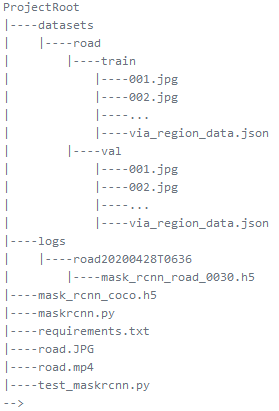 ProjectRoot
|----datasets
|    |----road
|         |----train
|              |----001.jpg
|              |----002.jpg
|              |----...
|              |----via_region_data.json
|         |----val
|              |----001.jpg
|              |----002.jpg
|              |----...
|              |----via_region_data.json
|----logs
|    |----road20200428T0636
|         |----mask_rcnn_road_0030.h5
|----mask_rcnn_coco.h5
|----maskrcnn.py
|----requirements.txt
|----road.JPG
|----road.mp4
|----test_maskrcnn.py
-->